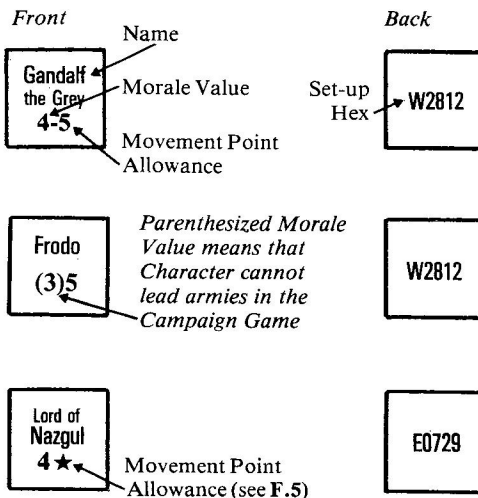 Front
Back
Name
Gandalf
the Grey
4-5
Morale Value
Movement Point
Allowance
Set-up
Hex
W2812
Frodo
(3)5
Parenthesized Morale
Value means that
Character cannot
lead armies in the
Campaign Game
W2812
Lord of
Nazgul
4★
Movement Point
Allowance (see F.5)
E0729